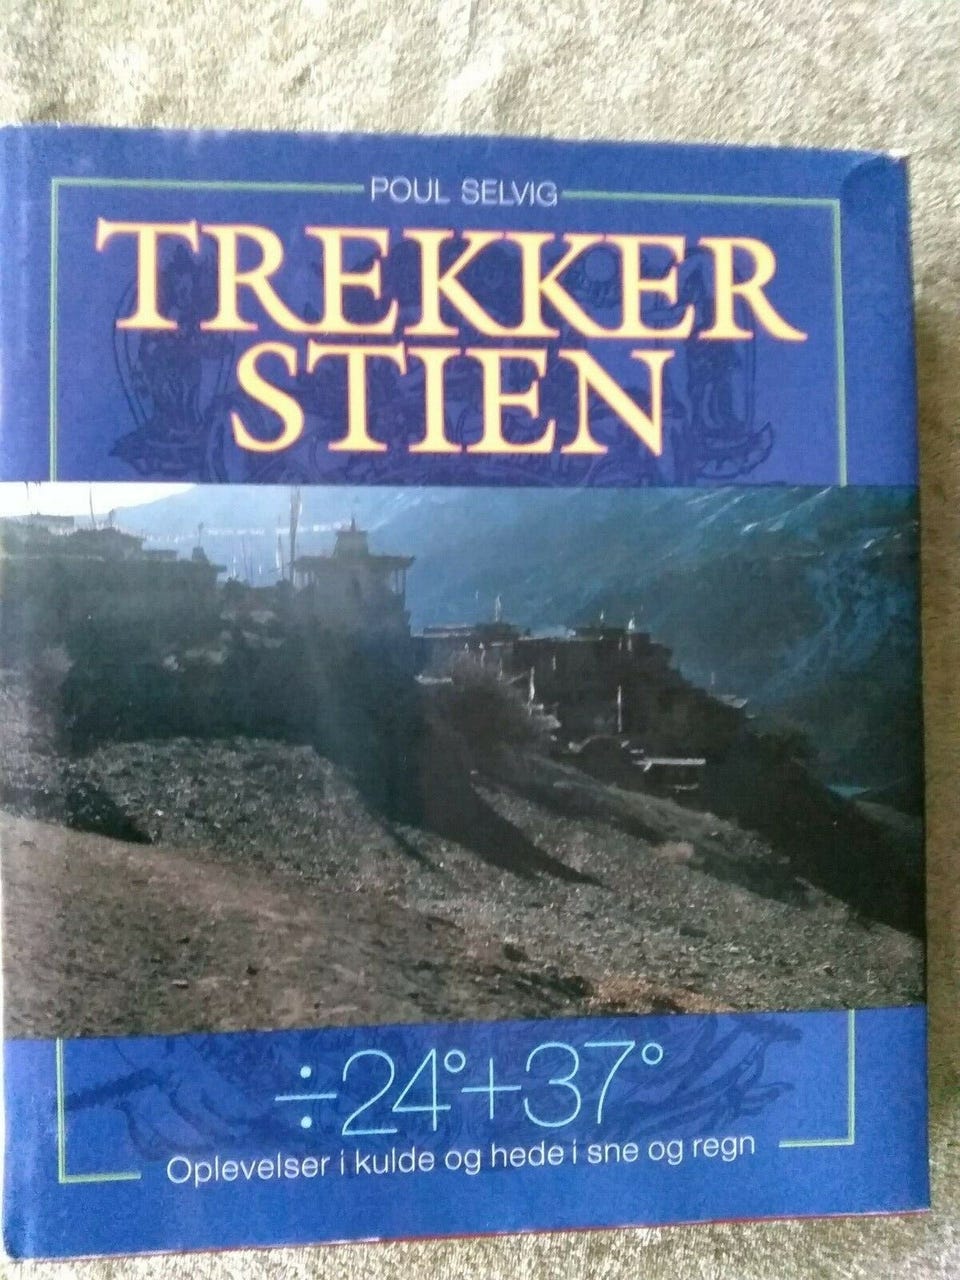 POUL SELVIG
TREKKER
STIEN
÷24°+37°
Oplevelser i kulde og hede i sne og regn